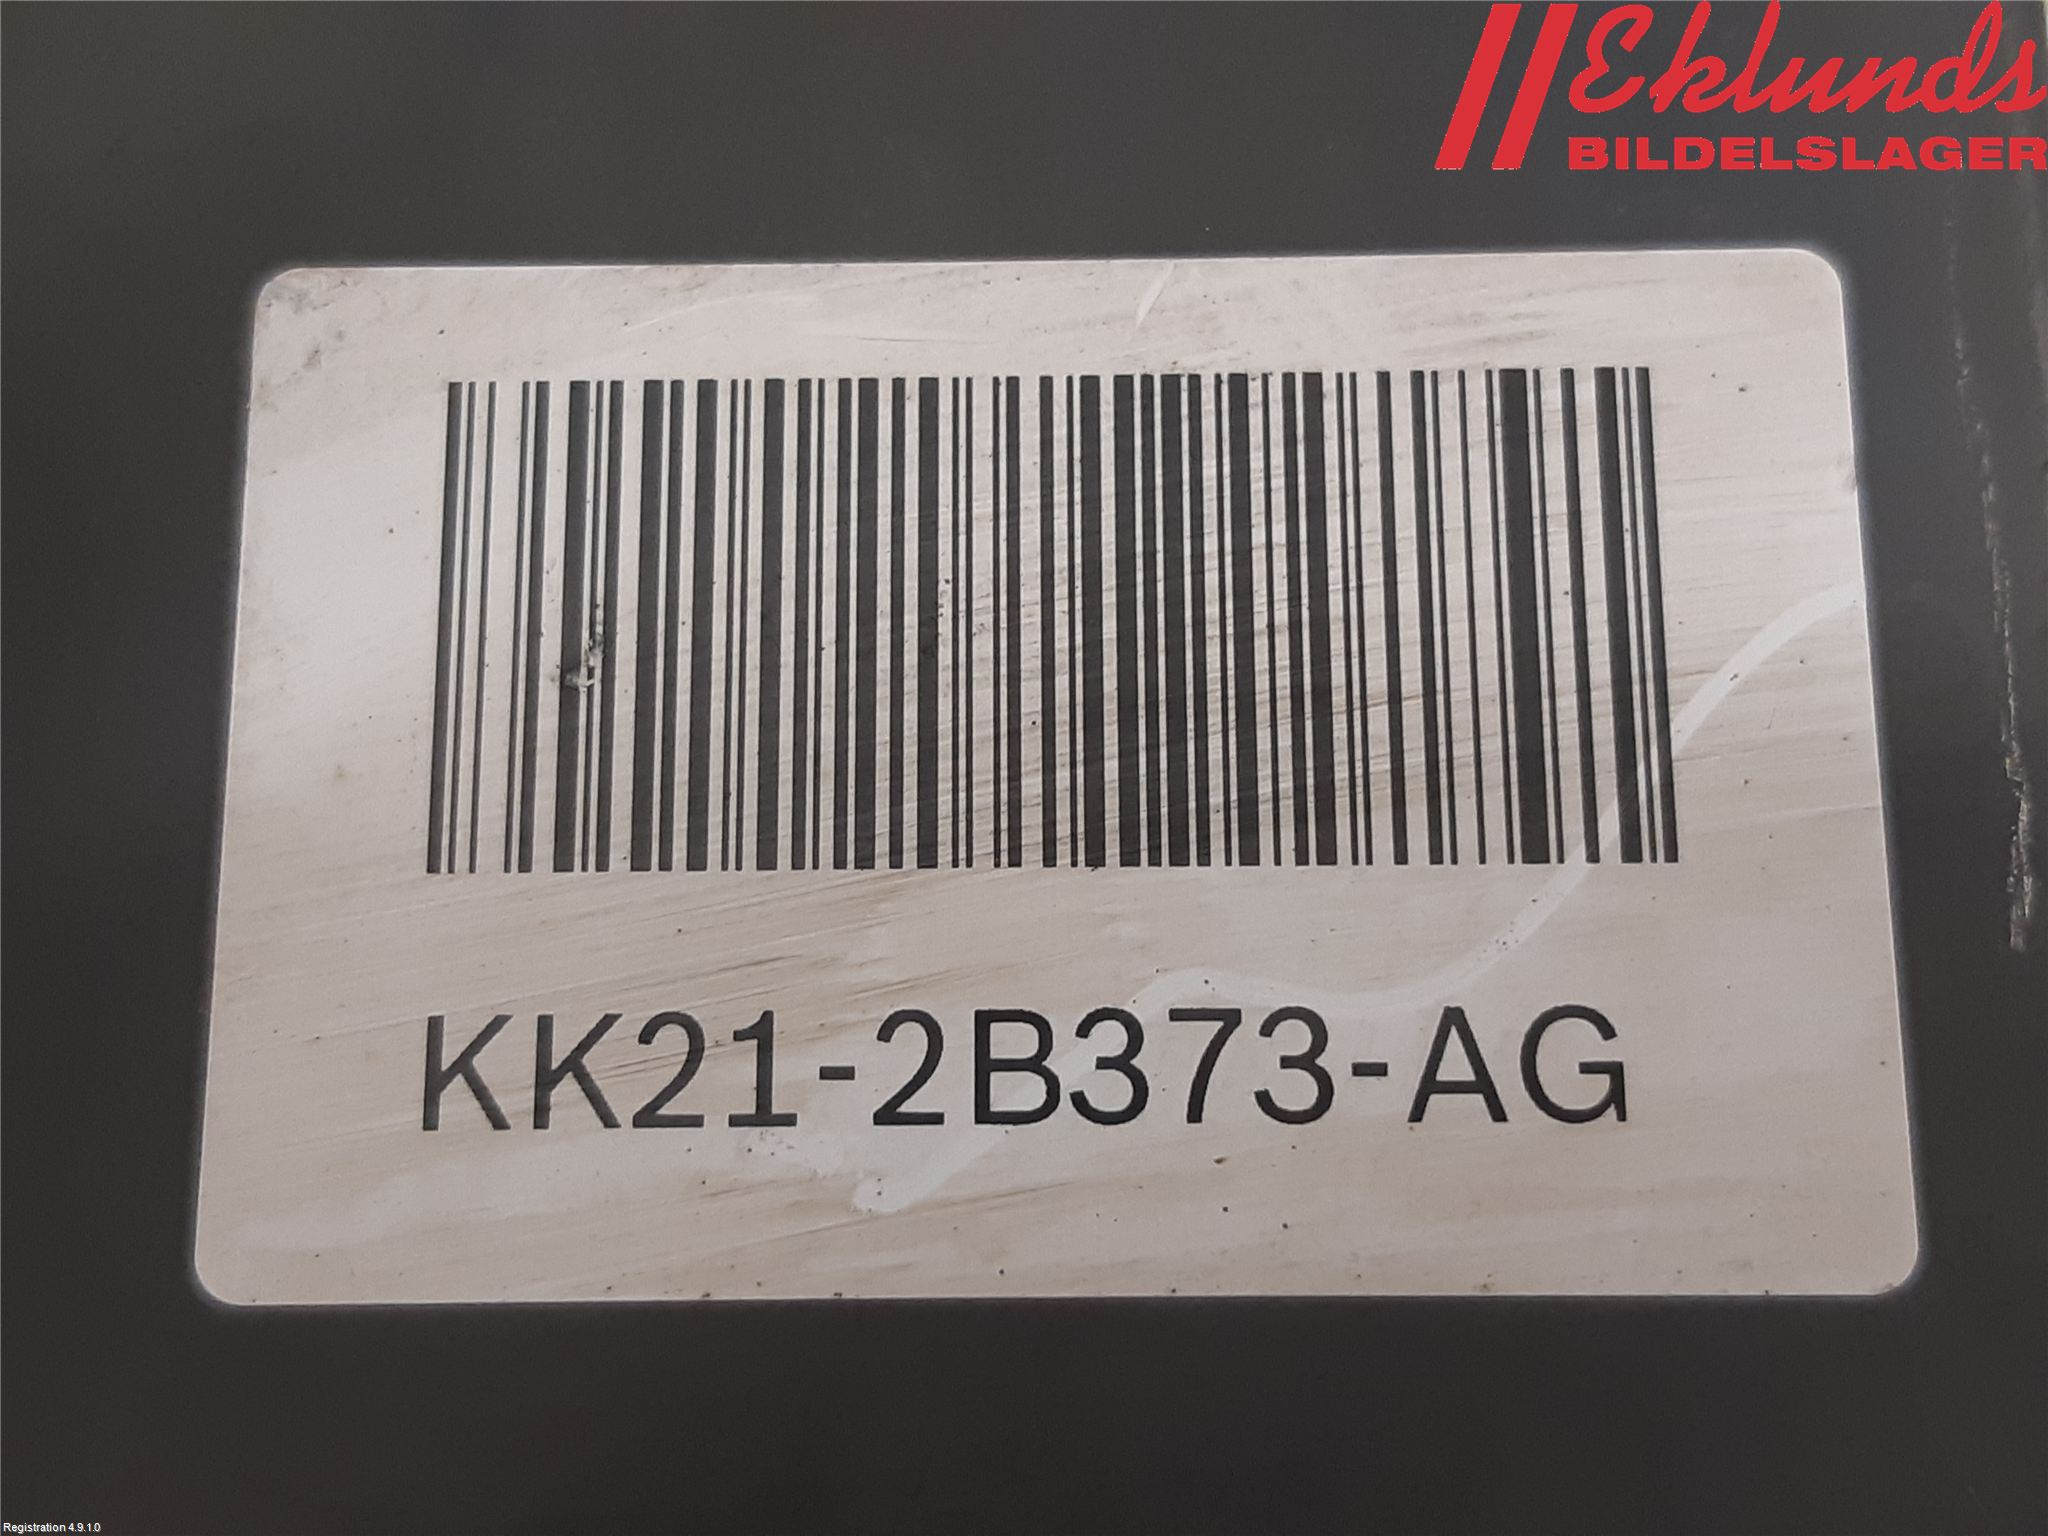 Eklunds
BILDELSLAGER
KK21-2B373-AG
Registration 4.9.1.0